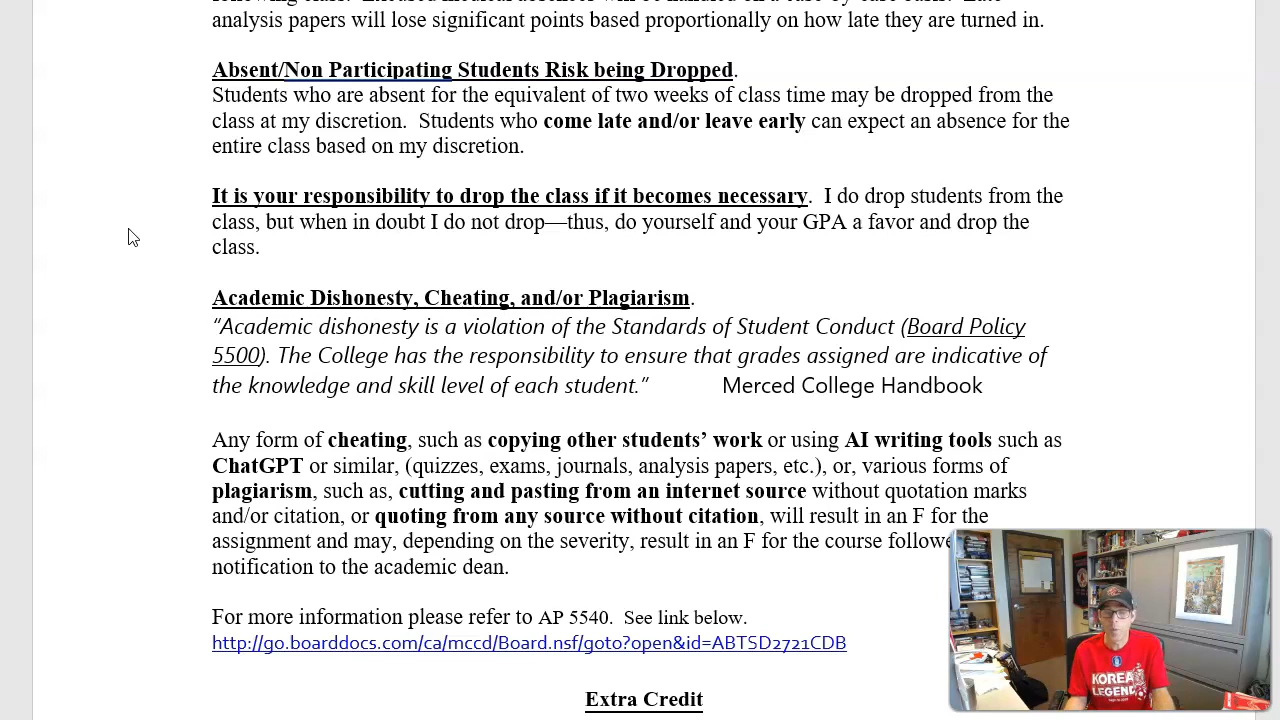 analysis papers will lose significant points based proportionally on how late they are turned in.
Absent/Non Participating Students Risk being Dropped.
Students who are absent for the equivalent of two weeks of class time may be dropped from the
class at my discretion.  Students who come late and/or leave early can expect an absence for the
entire class based on my discretion.
It is your responsibility to drop the class if it becomes necessary.  I do drop students from the
class, but when in doubt I do not drop—thus, do yourself and your GPA a favor and drop the
class.
Academic Dishonesty, Cheating, and/or Plagiarism.
“Academic dishonesty is a violation of the Standards of Student Conduct (Board Policy
5500). The College has the responsibility to ensure that grades assigned are indicative of
the knowledge and skill level of each student.” Merced College Handbook
Any form of cheating, such as copying other students’ work or using AI writing tools such as
ChatGPT or similar, (quizzes, exams, journals, analysis papers, etc.), or, various forms of
plagiarism, such as, cutting and pasting from an internet source without quotation marks
and/or citation, or quoting from any source without citation, will result in an F for the
assignment and may, depending on the severity, result in an F for the course
notification to the academic dean.
For more information please refer to AP 5540.  See link below.
http://go.boarddocs.com/ca/mccd/Board.nsf/goto?open&id=ABTSD2721CDB
Extra Credit
KOREA
LEGEND